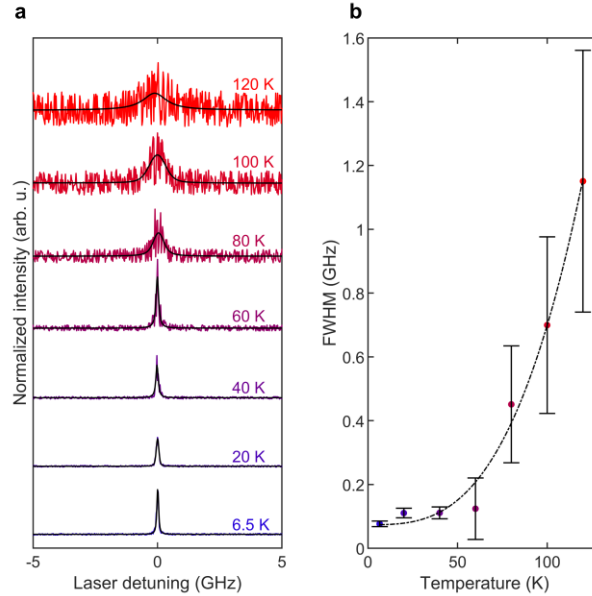 a
120 K
100 K
80 K
60 K
40 K
20 K
6.5 K
Normalized intensity (arb. u.)
-5
0
5
Laser detuning (GHz)
b
1.6
1.4
1.2
1
0.8
0.6
0.4
0.2
0
FWHM (GHz)
0
50
100
Temperature (K)